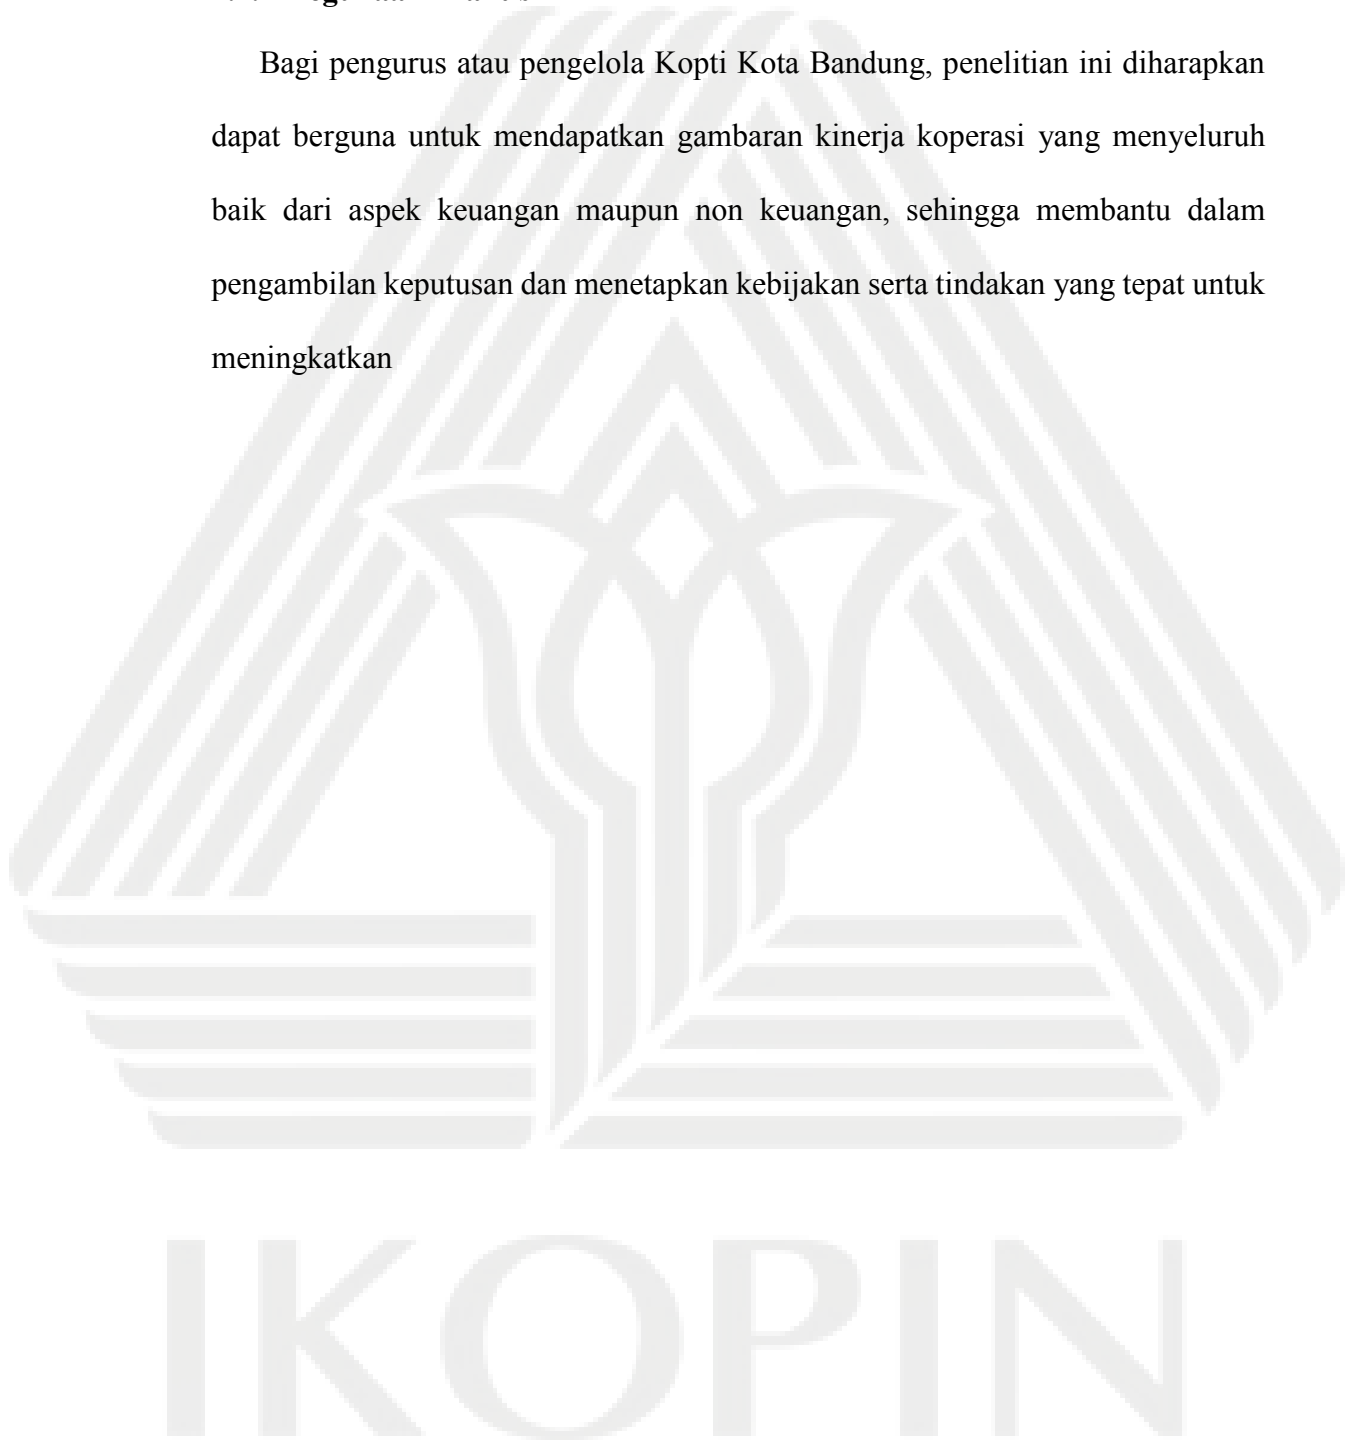 Bagi pengurus atau pengelola Kopti Kota Bandung, penelitian ini diharapkan
dapat berguna untuk mendapatkan gambaran kinerja koperasi yang menyeluruh
baik dari aspek keuangan maupun non keuangan, sehingga membantu dalam
pengambilan keputusan dan menetapkan kebijakan serta tindakan yang tepat untuk
meningkatkan
IKOPIN